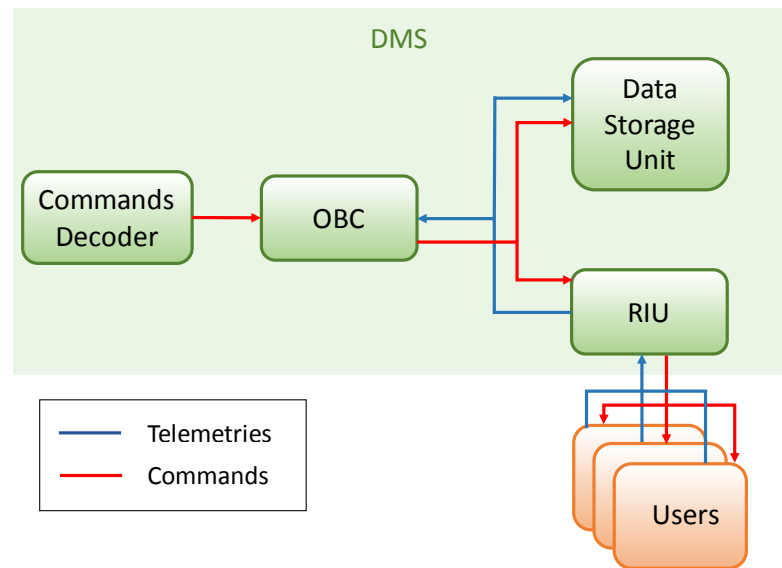 DMS
Data
Storage
Unit
Commands
Decoder
OBC
RIU
Telemetries
Commands
Users